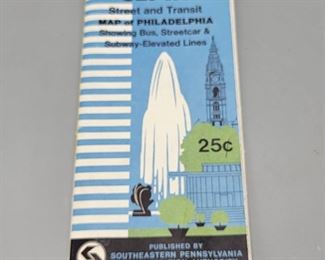 Street and Transit
MAP of PHILADELPHIA
Showing Bus, Streetcar &
Subway-Elevated Lines
25¢
PUBLISHED BY
SOUTHEASTERN PENNSYLVANIA